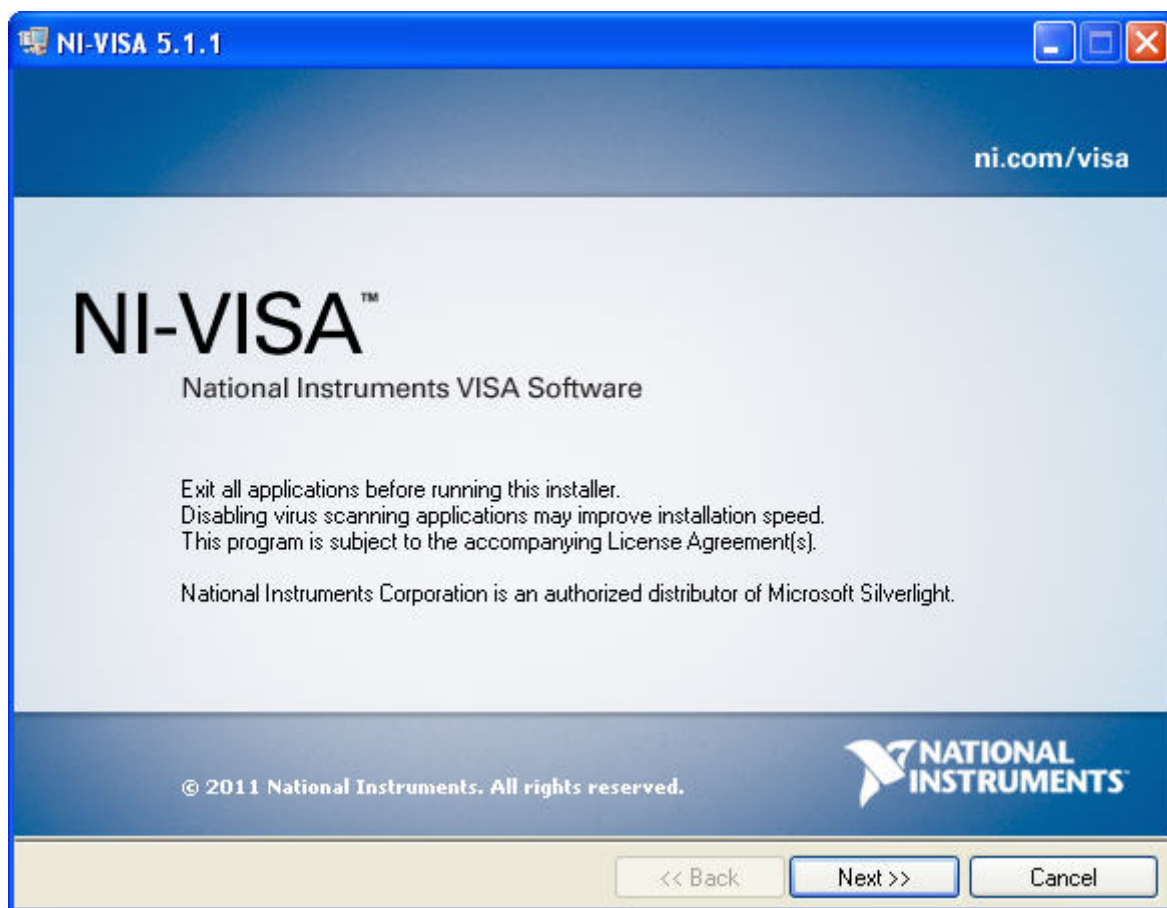 NI-VISA 5.1.1
ni.com/visa
NI-VISA™
National Instruments VISA Software
Exit all applications before running this installer.
Disabling virus scanning applications may improve installation speed.
This program is subject to the accompanying License Agreement(s).
National Instruments Corporation is an authorized distributor of Microsoft Silverlight.
NATIONAL
INSTRUMENTS
© 2011 National Instruments. All rights reserved.
<< Back
Next >>
Cancel